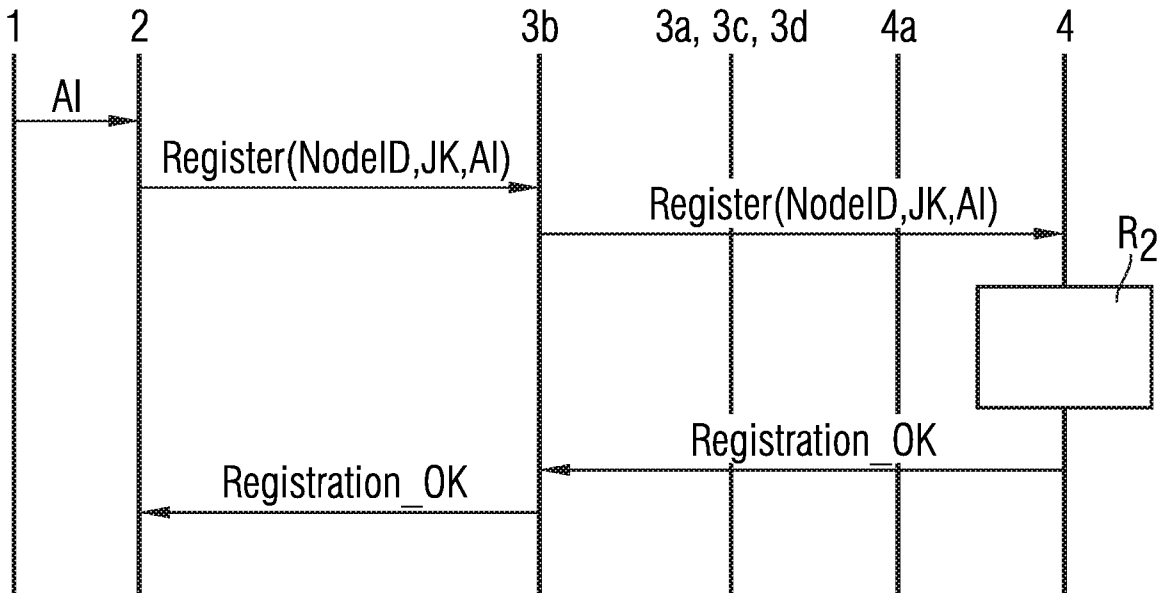 1 2 3b 3a, 3c, 3d 4a 4
AI
Register(NodeID,JK,AI)
Register(NodeID,JK,AI)
R2
Registration_OK
Registration_OK